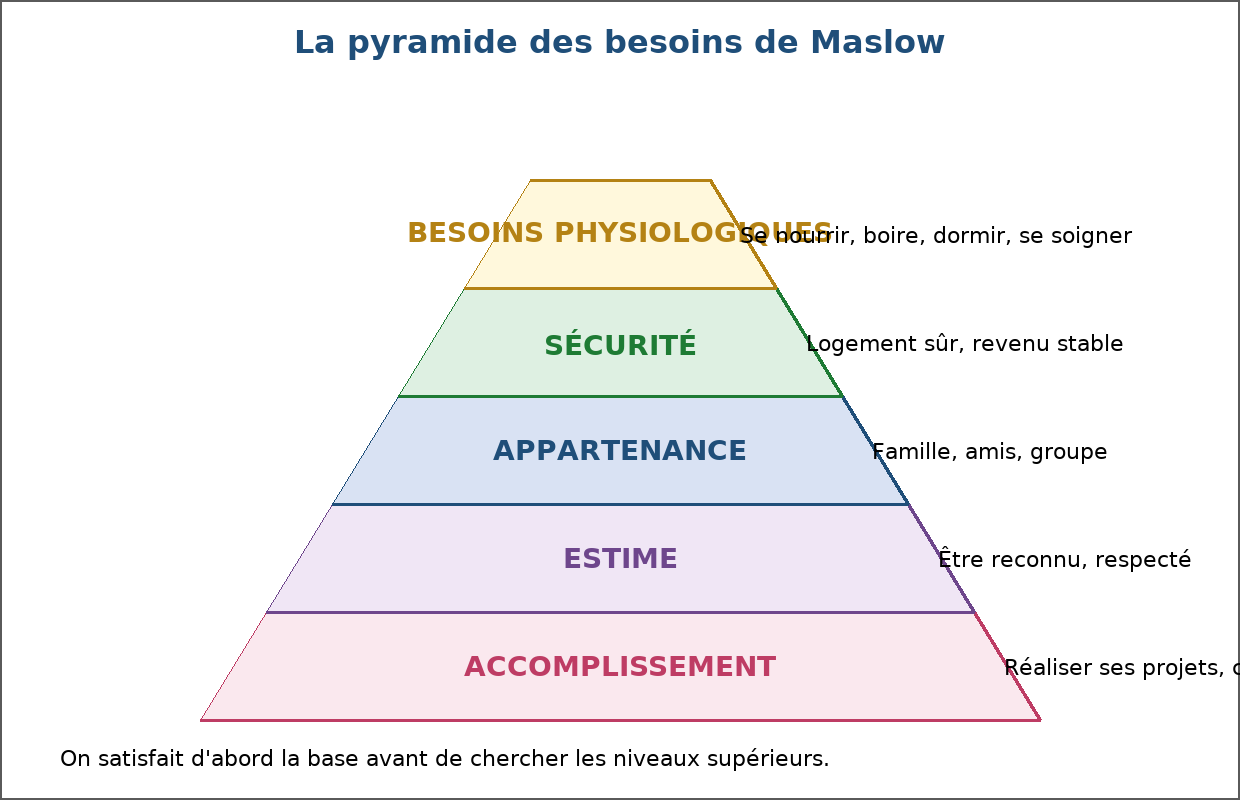 La pyramide des besoins de Maslow
BESOINS PHYSIOLOGIQUES
Se nourrir, boire, dormir, se soigner
SÉCURITÉ
Logement sûr, revenu stable
APPARTENANCE
Famille, amis, groupe
ESTIME
Être reconnu, respecté
ACCOMPLISSEMENT
Réaliser ses projets,
On satisfait d'abord la base avant de chercher les niveaux supérieurs.